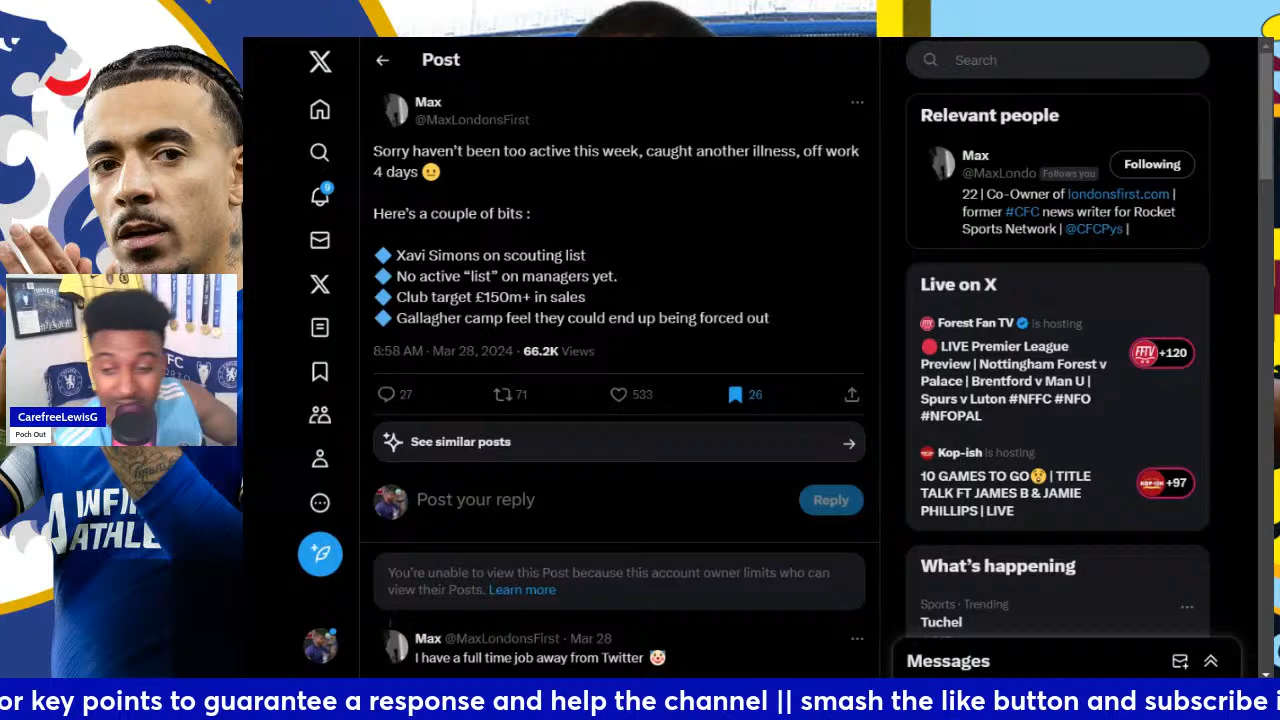 Post
Search
Max
@MaxLondonsFirst
Sorry haven’t been too active this week, caught another illness, off work
4 days 😐
Here’s a couple of bits :
🔷 Xavi Simons on scouting list
🔷 No active “list” on managers yet.
🔷 Club target £150m+ in sales
🔷 Gallagher camp feel they could end up being forced out
8:58 AM · Mar 28, 2024 · 66.2K Views
27
71
533
26
See similar posts
Post your reply
Reply
You’re unable to view this Post because this account owner limits who can
view their Posts. Learn more
Max @MaxLondonsFirst · Mar 28
I have a full time job away from Twitter 🤡
9
Relevant people
Max
@MaxLondo Follows you
Following
22 | Co-Owner of londonsfirst.com |
former #CFC news writer for Rocket
Sports Network | @CFCPys |
Live on X
Forest Fan TV is hosting
🔴 LIVE Premier League
Preview | Nottingham Forest v
Palace | Brentford v Man U |
Spurs v Luton #NFFC #NFO
#NFOPAL
FFTV +120
Kop-ish is hosting
10 GAMES TO GO😲 | TITLE
TALK FT JAMES B & JAMIE
PHILLIPS | LIVE
KOP-ISH +97
What’s happening
Sports · Trending
Tuchel
Messages
CarefreeLewisG
Poch Out
or key points to guarantee a response and help the channel || smash the like button and subscribe i